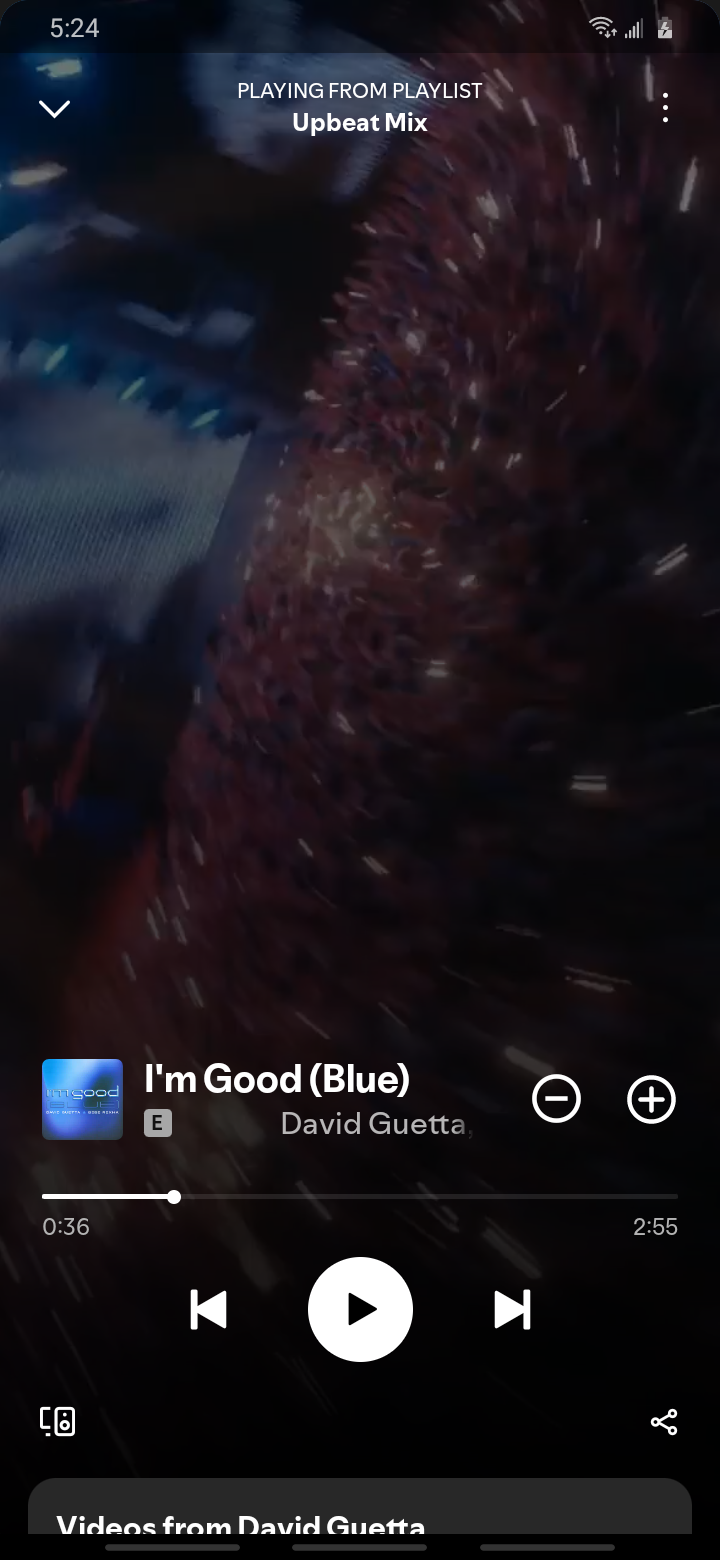 5:24
PLAYING FROM PLAYLIST
Upbeat Mix
imgood
DAVID GUETTA & BEBE REXHA
I'm Good (Blue)
E David Guetta,
0:36
2:55
Videos from David Guetta